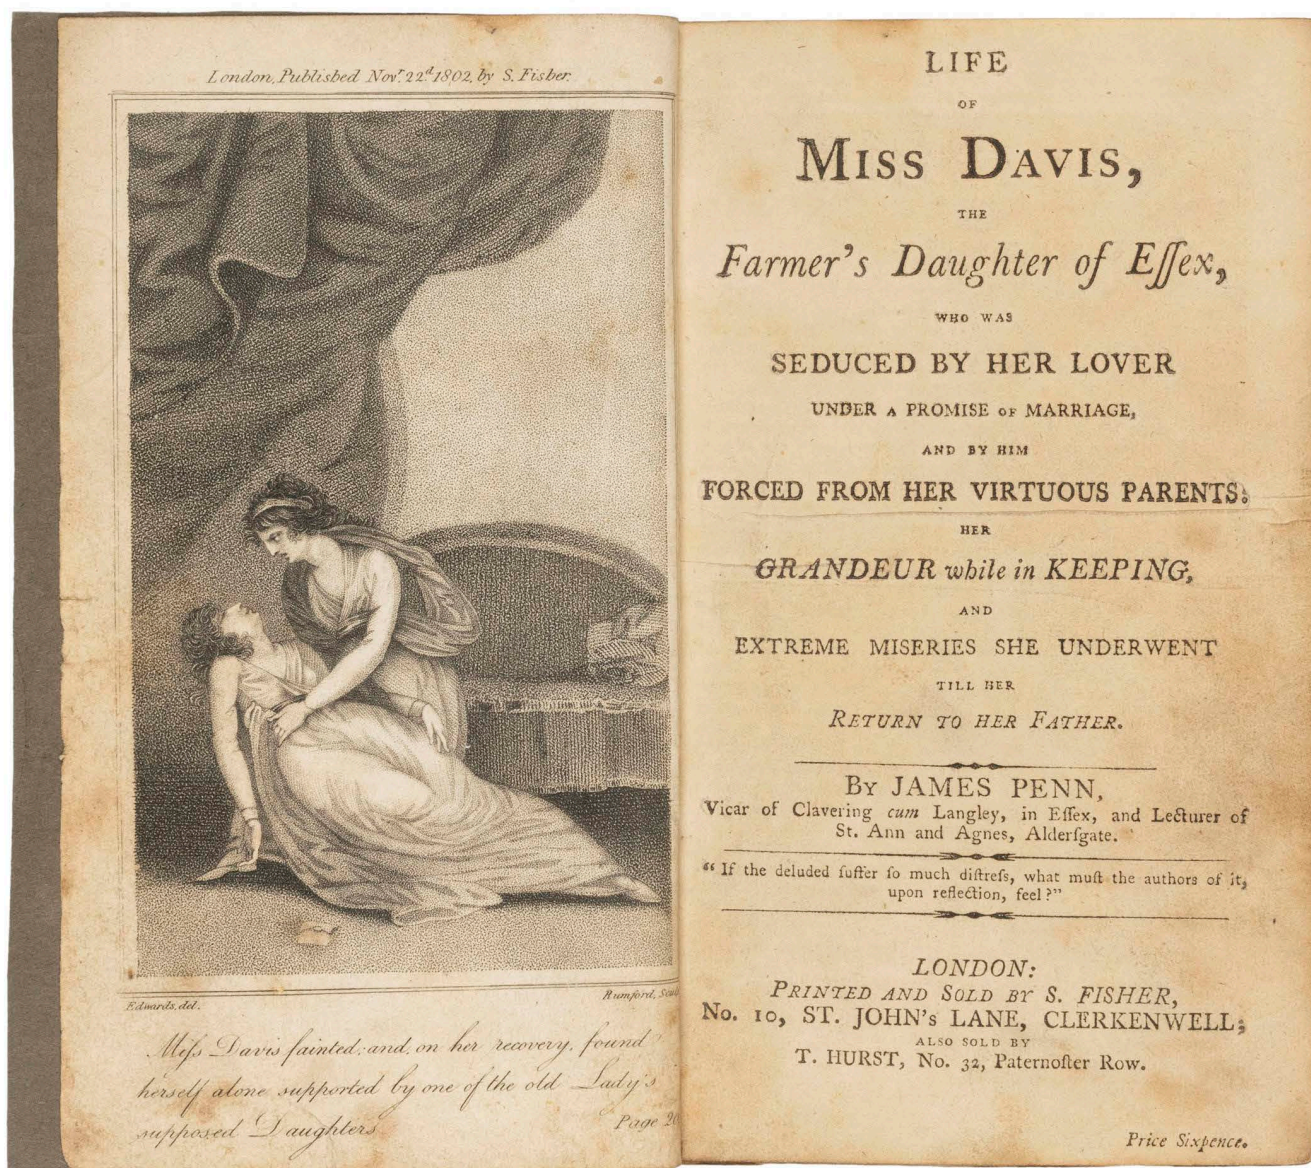 London, Published Novr. 22d. 1802, by S. Fisher.
Edwards, del.
Rumford, Sculp
Miſs Davis fainted; and, on her recovery, found
herself alone supported by one of the old Lady's
supposed Daughters
Page 20
LIFE
OF
MISS DAVIS,
THE
Farmer's Daughter of Eſſex,
WHO WAS
SEDUCED BY HER LOVER
UNDER A PROMISE OF MARRIAGE,
AND BY HIM
FORCED FROM HER VIRTUOUS PARENTS:
HER
GRANDEUR while in KEEPING,
AND
EXTREME MISERIES SHE UNDERWENT
TILL HER
RETURN TO HER FATHER.
BY JAMES PENN,
Vicar of Clavering cum Langley, in Eſſex, and Lecturer of
St. Ann and Agnes, Alderſgate.
"If the deluded ſuffer ſo much diſtreſs, what muſt the authors of it,
upon reflection, feel?"
LONDON:
PRINTED AND SOLD BY S. FISHER,
No. 10, ST. JOHN's LANE, CLERKENWELL;
ALSO SOLD BY
T. HURST, No. 32, Paternoſter Row.
Price Sixpence.